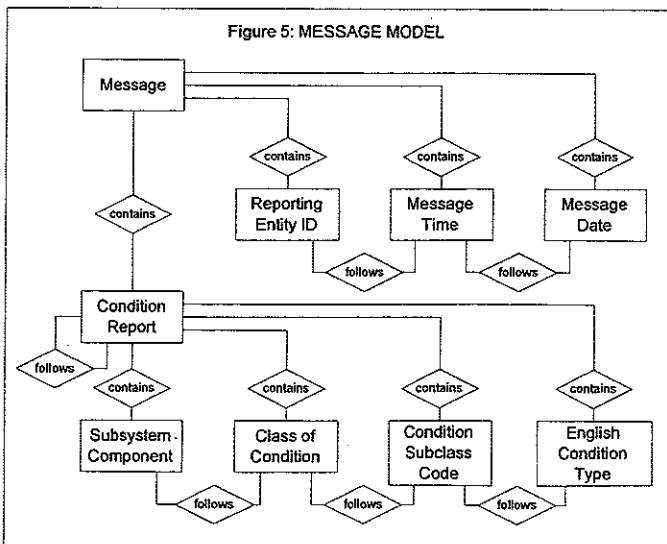 Figure 5: MESSAGE MODEL
Message
contains
contains
contains
contains
Reporting
Entity ID
Message
Time
Message
Date
follows
follows
Condition
Report
follows
contains
contains
contains
contains
Subsystem
Component
Class of
Condition
Condition
Subclass
Code
English
Condition
Type
follows
follows
follows